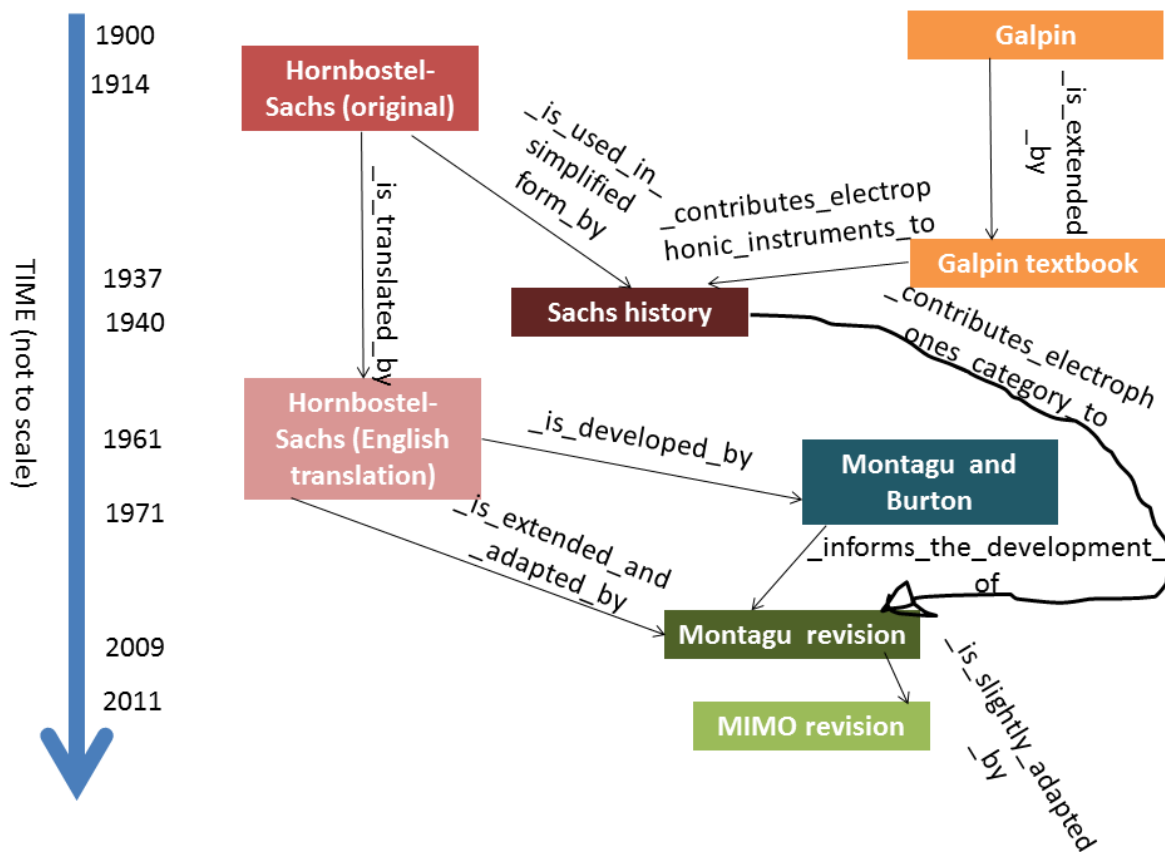 1900
Galpin
1914
Hornbostel-
Sachs (original)
_is_extended
_by
_is_used_in_
simplified
form_by
_is_translated_by
_contributes_electrop
honic_instruments_to
TIME (not to scale)
1937
Galpin textbook
1940
Sachs history
_contributes_electroph
ones_category_to
Hornbostel-
Sachs (English
translation)
1961
_is_developed_by
Montagu and
Burton
1971
_is_extended_and
_adapted_by
_informs_the_development_
of
Montagu revision
2009
2011
MIMO revision
_is_slightly_adapted
_by